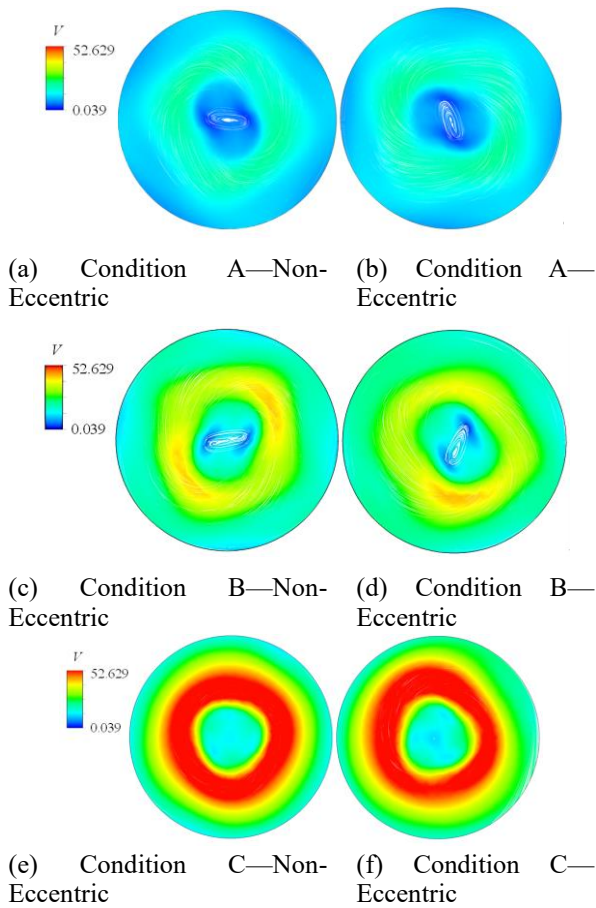 V
52.629
0.039
(a) Condition A—Non-
Eccentric
(b) Condition A—
Eccentric
V
52.629
0.039
(c) Condition B—Non-
Eccentric
(d) Condition B—
Eccentric
V
52.629
0.039
(e) Condition C—Non-
Eccentric
(f) Condition C—
Eccentric